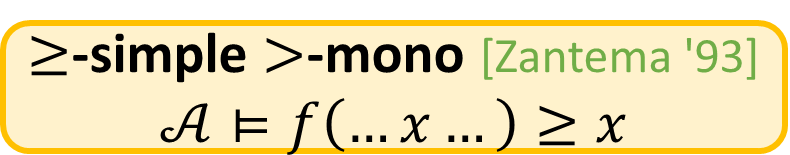 ≥-simple >-mono [Zantema '93]
𝒜 ⊨ f(… x …) ≥ x